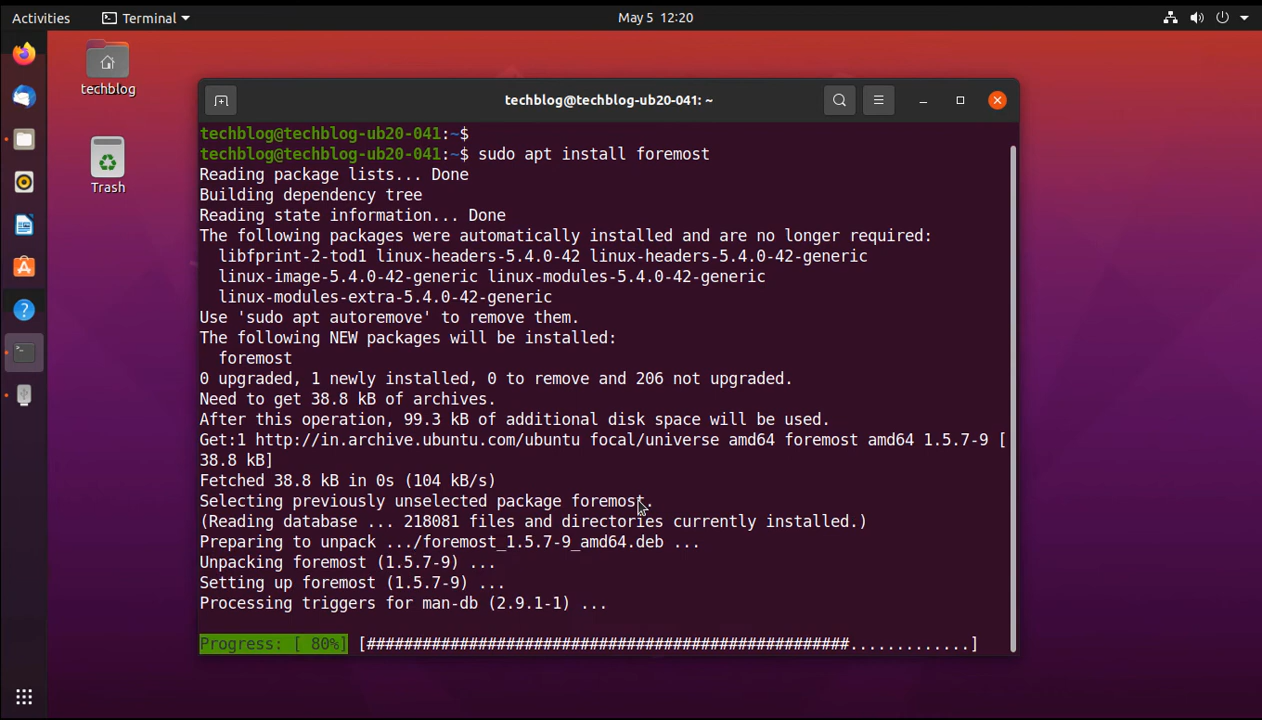 Activities
Terminal
May 5 12:20
techblog
Trash
techblog@techblog-ub20-041: ~
techblog@techblog-ub20-041:~$
techblog@techblog-ub20-041:~$ sudo apt install foremost
Reading package lists... Done
Building dependency tree
Reading state information... Done
The following packages were automatically installed and are no longer required:
libfprint-2-tod1 linux-headers-5.4.0-42 linux-headers-5.4.0-42-generic
linux-image-5.4.0-42-generic linux-modules-5.4.0-42-generic
linux-modules-extra-5.4.0-42-generic
Use 'sudo apt autoremove' to remove them.
The following NEW packages will be installed:
foremost
0 upgraded, 1 newly installed, 0 to remove and 206 not upgraded.
Need to get 38.8 kB of archives.
After this operation, 99.3 kB of additional disk space will be used.
Get:1 http://in.archive.ubuntu.com/ubuntu focal/universe amd64 foremost amd64 1.5.7-9 [
38.8 kB]
Fetched 38.8 kB in 0s (104 kB/s)
Selecting previously unselected package foremost.
(Reading database ... 218081 files and directories currently installed.)
Preparing to unpack .../foremost_1.5.7-9_amd64.deb ...
Unpacking foremost (1.5.7-9) ...
Setting up foremost (1.5.7-9) ...
Processing triggers for man-db (2.9.1-1) ...
Progress: [ 80%] [####################################################.............]